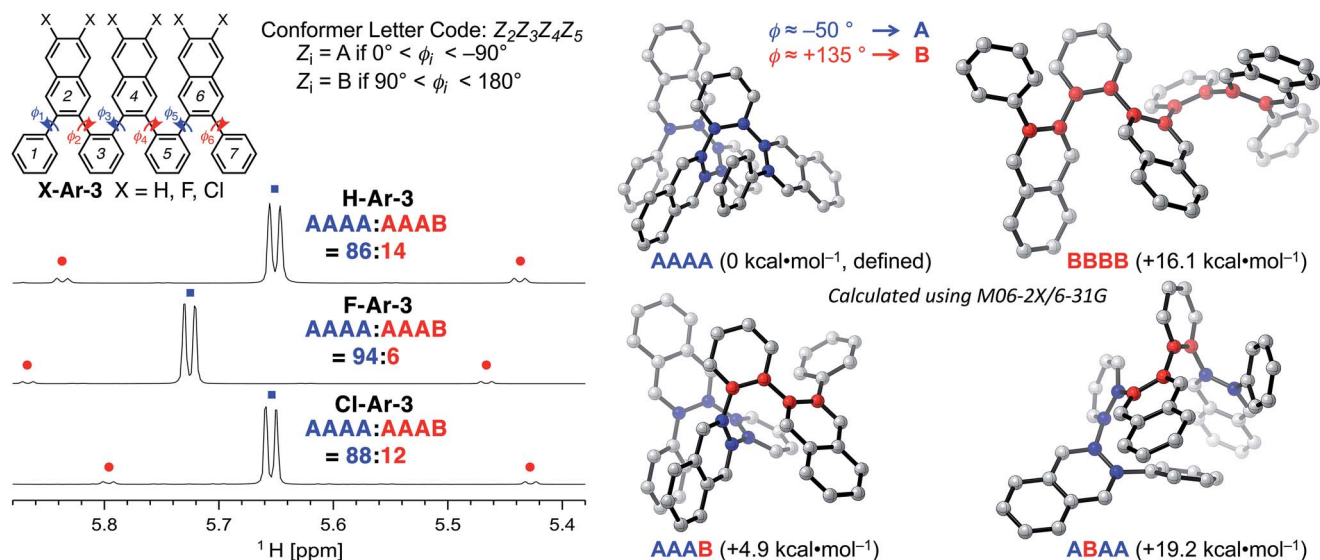 X X X X X X
2 4 6
ϕ1 ϕ2 ϕ3 ϕ4 ϕ5 ϕ6
1 3 5 7
X-Ar-3 X = H, F, Cl
Conformer Letter Code: Z2Z3Z4Z5
Zi = A if 0° < ϕi < –90°
Zi = B if 90° < ϕi < 180°
H-Ar-3
AAAA:AAAB
= 86:14
F-Ar-3
AAAA:AAAB
= 94:6
Cl-Ar-3
AAAA:AAAB
= 88:12
5.8 5.7 5.6 5.5 5.4
1H [ppm]
ϕ ≈ –50 ° → A
ϕ ≈ +135 ° → B
AAAA (0 kcal•mol–1, defined)
BBBB (+16.1 kcal•mol–1)
Calculated using M06-2X/6-31G
AAAB (+4.9 kcal•mol–1)
ABAA (+19.2 kcal•mol–1)